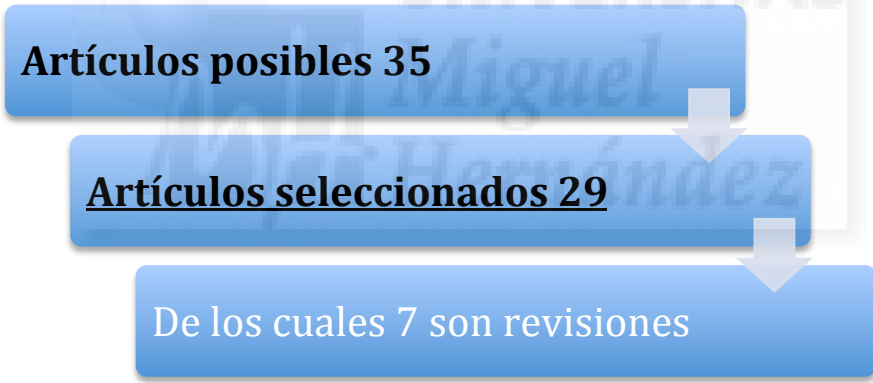 Artículos posibles 35
Miguel
Hernández
Artículos seleccionados 29
De los cuales 7 son revisiones